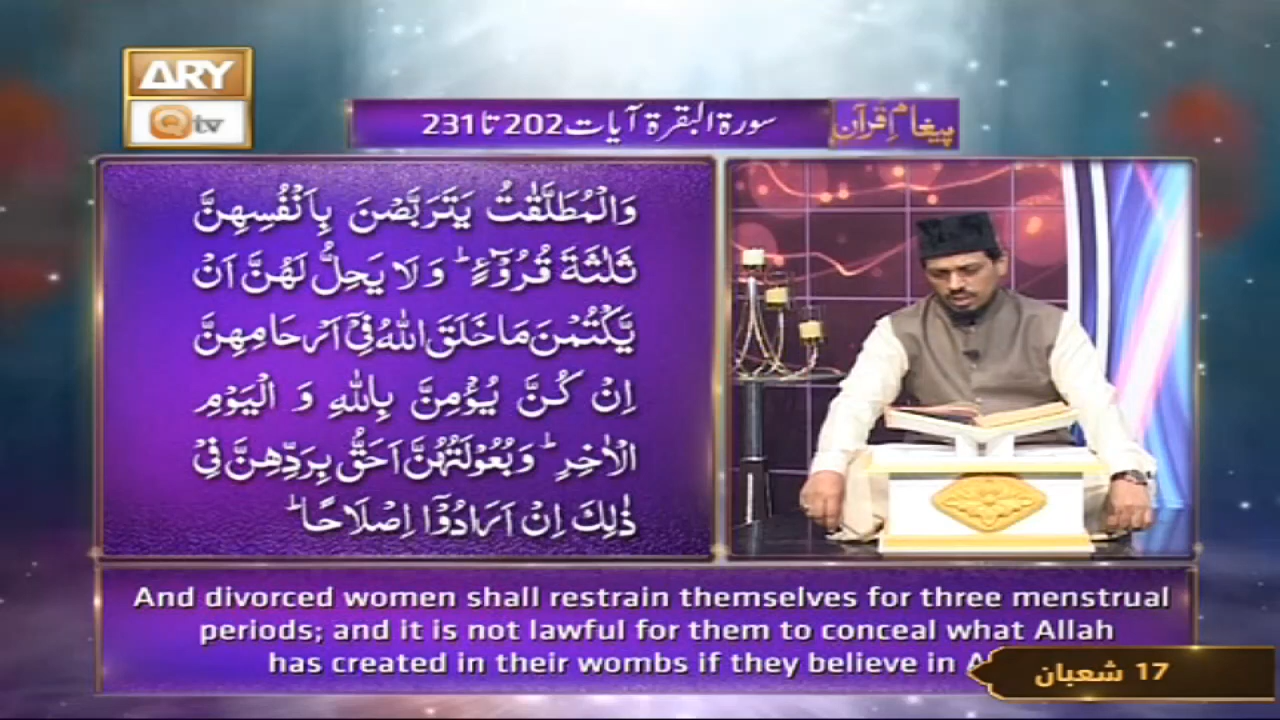 ARY
Qtv
پیغامِ قرآن
سورۃ البقرۃ آیات 202 تا 231
وَالْمُطَلَّقٰتُ یَتَرَبَّصْنَ بِاَنْفُسِهِنَّ
ثَلٰثَةَ قُرُوْٓءٍ ؕ وَلَا یَحِلُّ لَهُنَّ اَنْ
یَّكْتُمْنَ مَا خَلَقَ اللّٰهُ فِیْۤ اَرْحَامِهِنَّ
اِنْ كُنَّ یُؤْمِنَّ بِاللّٰهِ وَ الْیَوْمِ
الْاٰخِرِ ؕ وَبُعُوْلَتُهُنَّ اَحَقُّ بِرَدِّهِنَّ فِیْ
ذٰلِكَ اِنْ اَرَادُوْۤا اِصْلَاحًا ؕ
And divorced women shall restrain themselves for three menstrual
periods; and it is not lawful for them to conceal what Allah
has created in their wombs if they believe in
17 شعبان